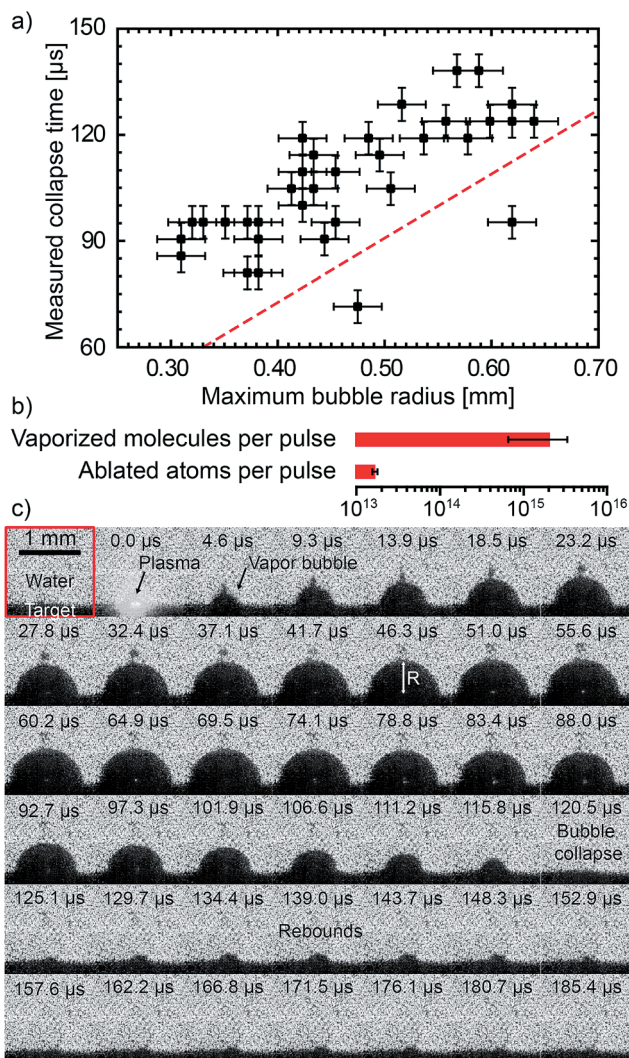 a)
150
120
90
60
Measured collapse time [µs]
0.30 0.40 0.50 0.60 0.70
Maximum bubble radius [mm]
b)
Vaporized molecules per pulse
Ablated atoms per pulse
10¹³ 10¹⁴ 10¹⁵ 10¹⁶
c)
1 mm 0.0 µs 4.6 µs 9.3 µs 13.9 µs 18.5 µs 23.2 µs
Plasma Vapor bubble
Water
Target
27.8 µs 32.4 µs 37.1 µs 41.7 µs 46.3 µs 51.0 µs 55.6 µs
R
60.2 µs 64.9 µs 69.5 µs 74.1 µs 78.8 µs 83.4 µs 88.0 µs
92.7 µs 97.3 µs 101.9 µs 106.6 µs 111.2 µs 115.8 µs 120.5 µs
Bubble
collapse
125.1 µs 129.7 µs 134.4 µs 139.0 µs 143.7 µs 148.3 µs 152.9 µs
Rebounds
157.6 µs 162.2 µs 166.8 µs 171.5 µs 176.1 µs 180.7 µs 185.4 µs